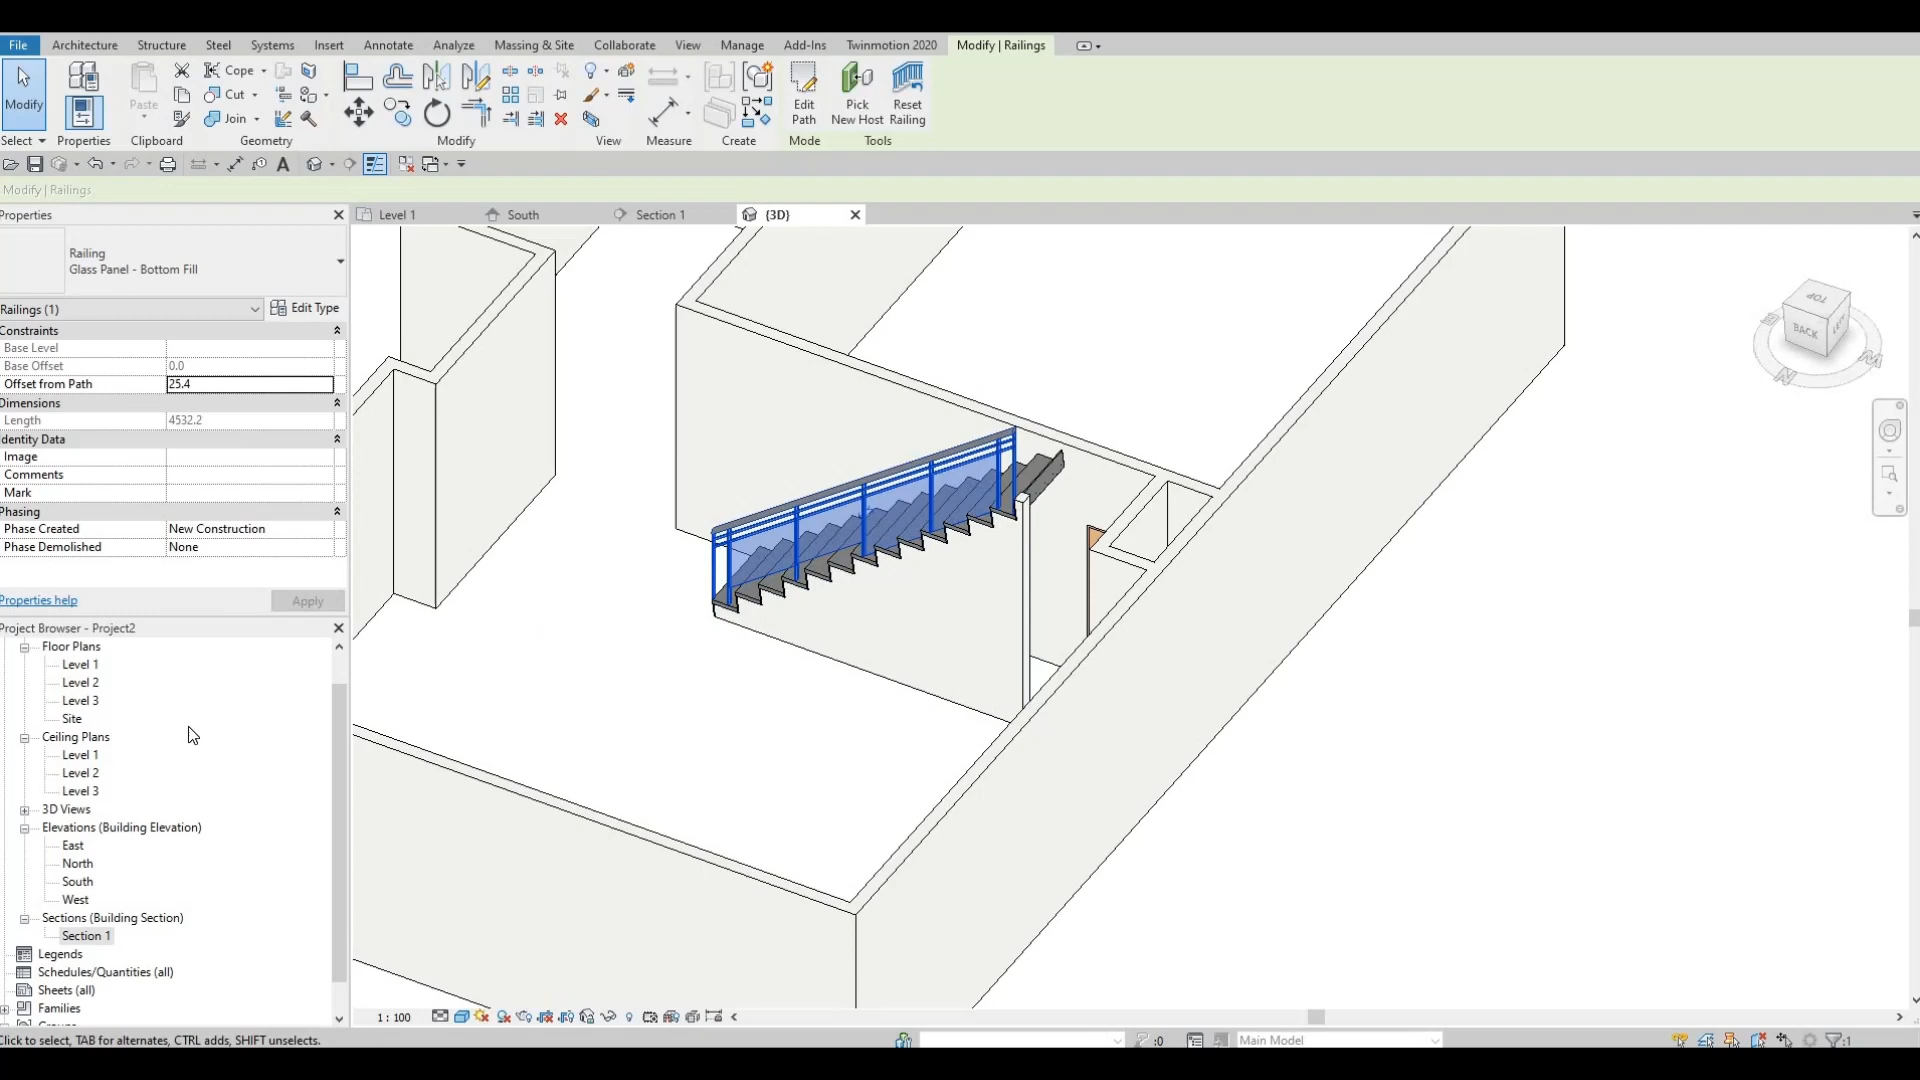 File Architecture Structure Steel Systems Insert Annotate Analyze Massing & Site Collaborate View Manage Add-Ins Twinmotion 2020 Modify | Railings
Modify
Paste
Cope
Cut
Join
Edit Path
Pick New Host
Reset Railing
Select Properties Clipboard Geometry Modify View Measure Create Mode Tools
Modify | Railings
Properties
Level 1 South Section 1 {3D}
Railing
Glass Panel - Bottom Fill
Railings (1) Edit Type
Constraints
Base Level
Base Offset 0.0
Offset from Path 25.4
Dimensions
Length 4532.2
Identity Data
Image
Comments
Mark
Phasing
Phase Created New Construction
Phase Demolished None
Properties help Apply
Project Browser - Project2
Floor Plans
Level 1
Level 2
Level 3
Site
Ceiling Plans
Level 1
Level 2
Level 3
3D Views
Elevations (Building Elevation)
East
North
South
West
Sections (Building Section)
Section 1
Legends
Schedules/Quantities (all)
Sheets (all)
Families
TOP
BACK
LEFT
N
1 : 100
Click to select, TAB for alternates, CTRL adds, SHIFT unselects.
:0
Main Model
:1